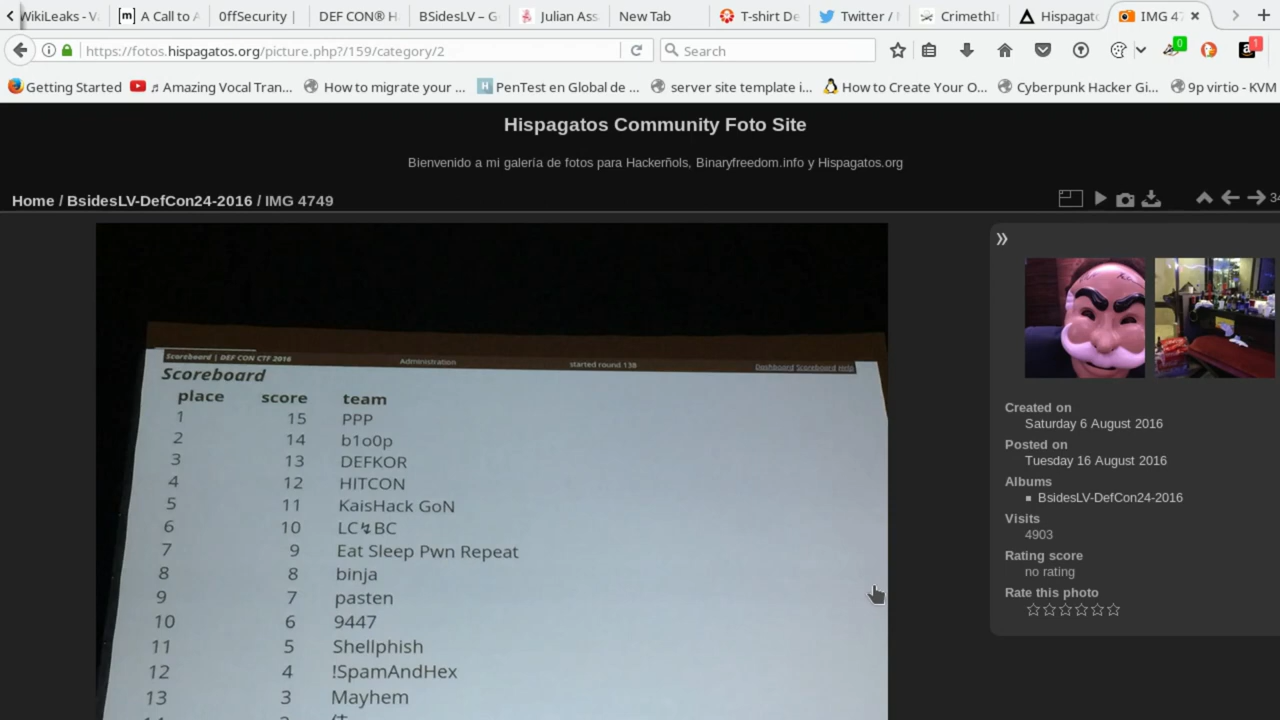 WikiLeaks - V
[m] A Call to A
0ffSecurity |
DEF CON® H
BSidesLV – G
Julian Ass
New Tab
T-shirt De
Twitter /
CrimethI
Hispagato
IMG 47
https://fotos.hispagatos.org/picture.php?/159/category/2
Search
0
1
Getting Started
♬ Amazing Vocal Tran...
How to migrate your ...
PenTest en Global de ...
server site template i...
How to Create Your O...
Cyberpunk Hacker Gi...
9p virtio - KVM
Hispagatos Community Foto Site
Bienvenido a mi galería de fotos para Hackerñols, Binaryfreedom.info y Hispagatos.org
Home / BsidesLV-DefCon24-2016 / IMG 4749
Scoreboard | DEF CON CTF 2016 Administration started round 138 Dashboard Scoreboard Help
Scoreboard
place score team
1 15 PPP
2 14 b1o0p
3 13 DEFKOR
4 12 HITCON
5 11 KaisHack GoN
6 10 LC↯BC
7 9 Eat Sleep Pwn Repeat
8 8 binja
9 7 pasten
10 6 9447
11 5 Shellphish
12 4 !SpamAndHex
13 3 Mayhem
»
Created on
Saturday 6 August 2016
Posted on
Tuesday 16 August 2016
Albums
BsidesLV-DefCon24-2016
Visits
4903
Rating score
no rating
Rate this photo